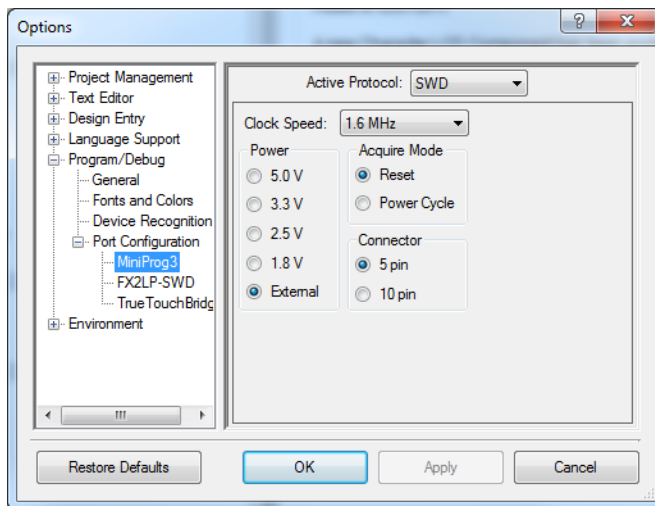 Options
Project Management
Text Editor
Design Entry
Language Support
Program/Debug
General
Fonts and Colors
Device Recognition
Port Configuration
MiniProg3
FX2LP-SWD
TrueTouchBridg
Environment
Active Protocol: SWD
Clock Speed: 1.6 MHz
Power
5.0 V
3.3 V
2.5 V
1.8 V
External
Acquire Mode
Reset
Power Cycle
Connector
5 pin
10 pin
Restore Defaults OK Apply Cancel